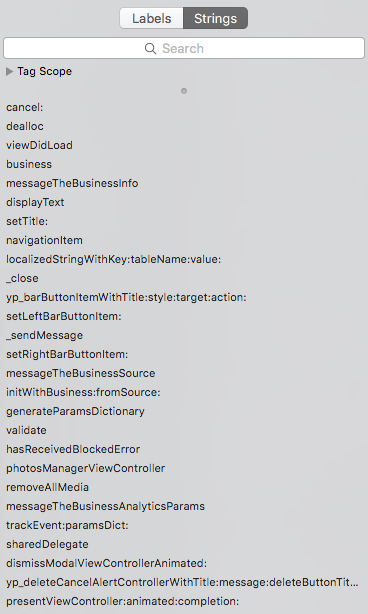 Labels Strings
Search
Tag Scope
cancel:
dealloc
viewDidLoad
business
messageTheBusinessInfo
displayText
setTitle:
navigationItem
localizedStringWithKey:tableName:value:
_close
yp_barButtonItemWithTitle:style:target:action:
setLeftBarButtonItem:
_sendMessage
setRightBarButtonItem:
messageTheBusinessSource
initWithBusiness:fromSource:
generateParamsDictionary
validate
hasReceivedBlockedError
photosManagerViewController
removeAllMedia
messageTheBusinessAnalyticsParams
trackEvent:paramsDict:
sharedDelegate
dismissModalViewControllerAnimated:
yp_deleteCancelAlertControllerWithTitle:message:deleteButtonTit...
presentViewController:animated:completion: